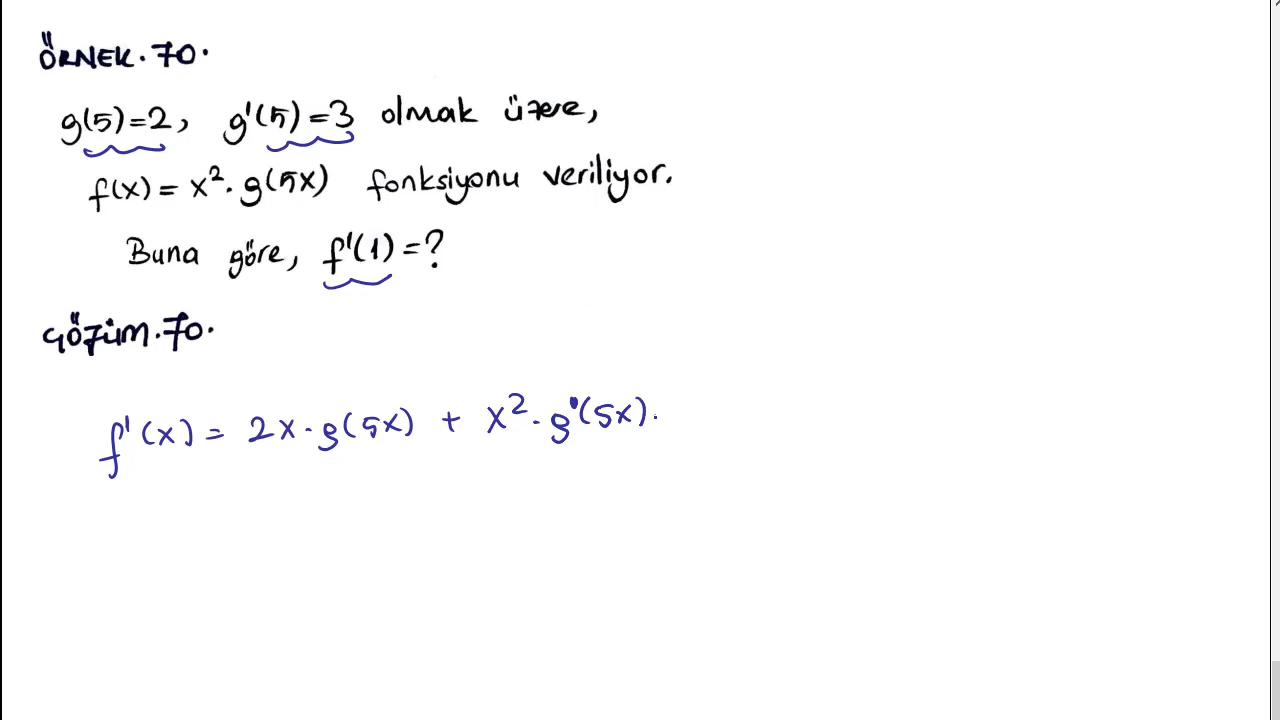 ÖRNEK.70.
g(5)=2, g'(5)=3 olmak üzere,
f(x) = x². g(5x) fonksiyonu veriliyor.
Buna göre, f'(1)=?
ÇÖZÜM.70.
f'(x) = 2x.g(5x) + x².g'(5x).